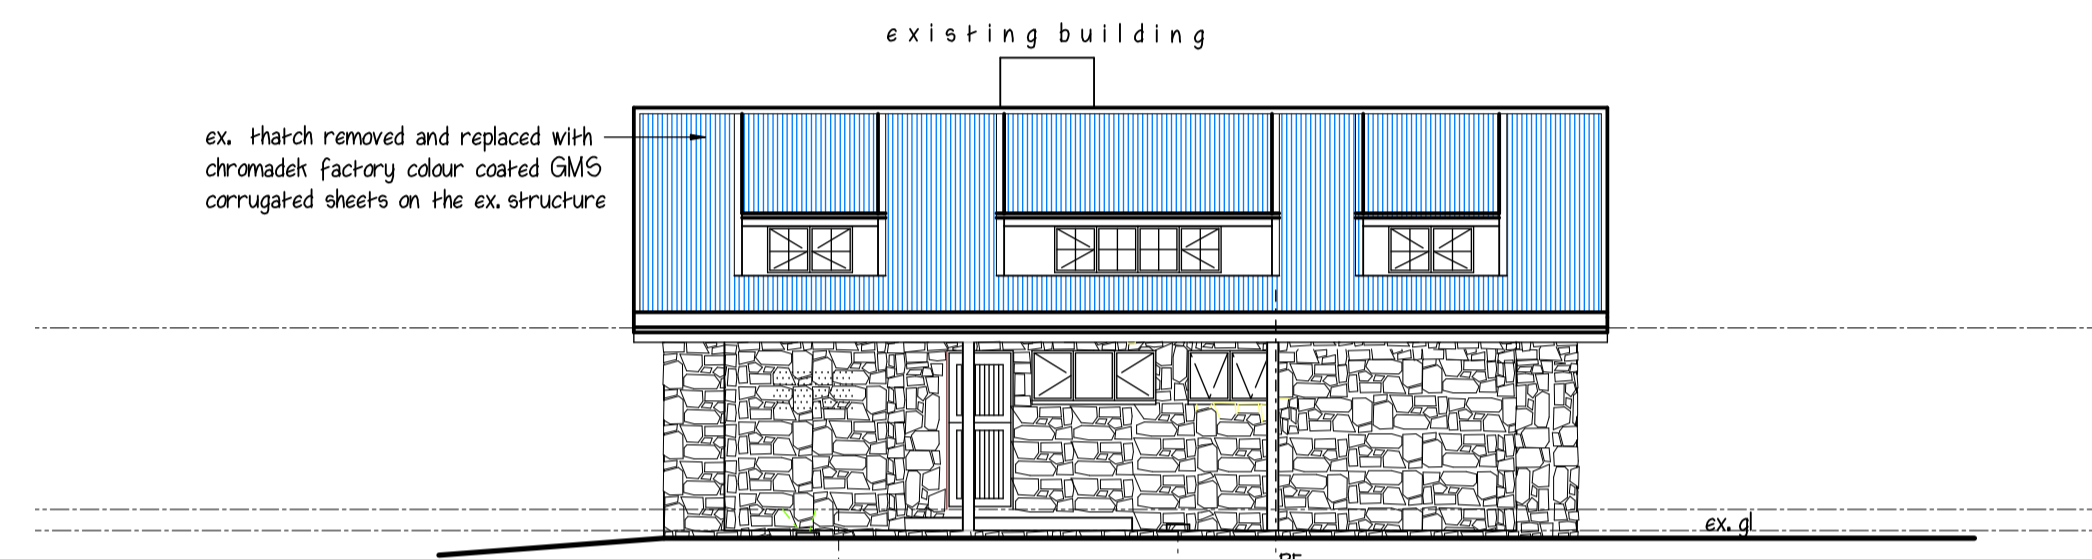 existing building
ex. thatch removed and replaced with
chromadek factory colour coated GMS
corrugated sheets on the ex. structure
ex. gl